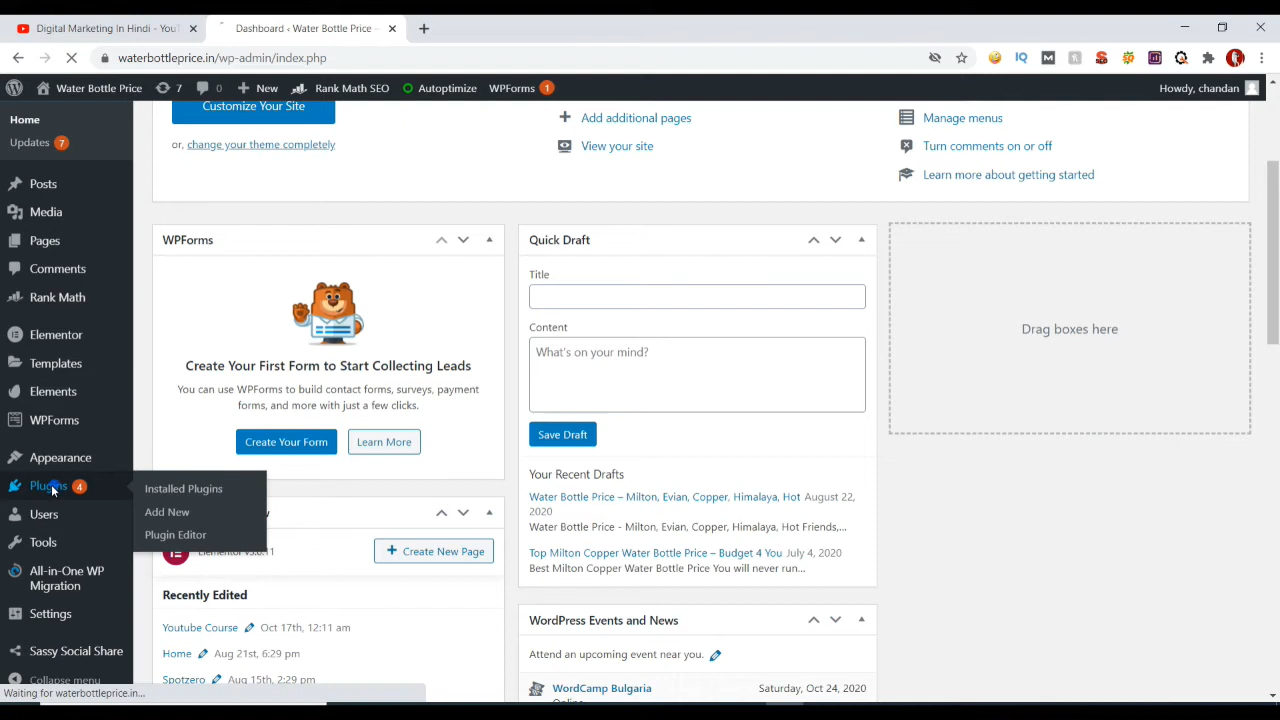 Digital Marketing In Hindi - YouT
Dashboard ‹ Water Bottle Price –
waterbottleprice.in/wp-admin/index.php
Water Bottle Price 7 0 New Rank Math SEO Autoptimize WPForms 1 Howdy, chandan
Home
Updates 7
Posts
Media
Pages
Comments
Rank Math
Elementor
Templates
Elements
WPForms
Appearance
Plugins 4
Users
Tools
All-in-One WP
Migration
Settings
Sassy Social Share
Collapse menu
Installed Plugins
Add New
Plugin Editor
Customize Your Site
or, change your theme completely
Add additional pages
View your site
Manage menus
Turn comments on or off
Learn more about getting started
WPForms
Create Your First Form to Start Collecting Leads
You can use WPForms to build contact forms, surveys, payment
forms, and more with just a few clicks.
Create Your Form Learn More
Create New Page
Recently Edited
Youtube Course Oct 17th, 12:11 am
Home Aug 21st, 6:29 pm
Spotzero Aug 15th, 2:29 pm
Quick Draft
Title
Content
What's on your mind?
Save Draft
Your Recent Drafts
Water Bottle Price – Milton, Evian, Copper, Himalaya, Hot August 22,
2020
Water Bottle Price - Milton, Evian, Copper, Himalaya, Hot Friends,...
Top Milton Copper Water Bottle Price – Budget 4 You July 4, 2020
Best Milton Copper Water Bottle Price You will never run...
WordPress Events and News
Attend an upcoming event near you.
WordCamp Bulgaria Saturday, Oct 24, 2020
Drag boxes here
Waiting for waterbottleprice.in...